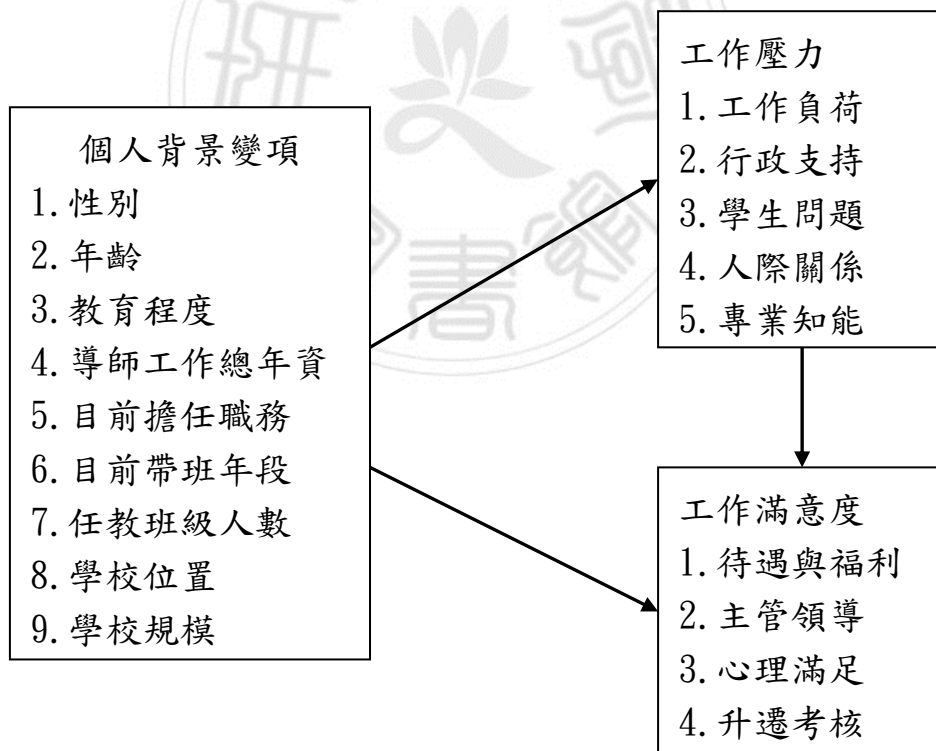 個人背景變項
1.性別
2.年齡
3.教育程度
4.導師工作總年資
5.目前擔任職務
6.目前帶班年段
7.任教班級人數
8.學校位置
9.學校規模
工作壓力
1.工作負荷
2.行政支持
3.學生問題
4.人際關係
5.專業知能
工作滿意度
1.待遇與福利
2.主管領導
3.心理滿足
4.升遷考核